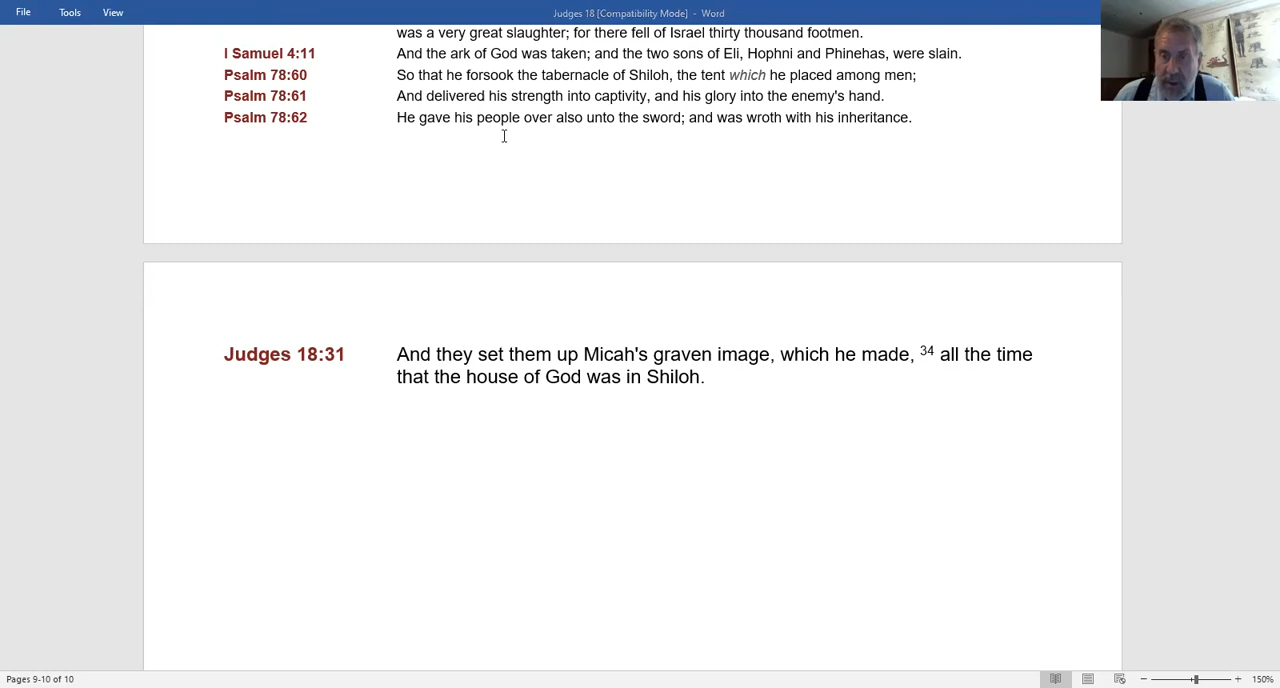 File Tools View Judges 18 [Compatibility Mode] - Word
was a very great slaughter; for there fell of Israel thirty thousand footmen.
I Samuel 4:11 And the ark of God was taken; and the two sons of Eli, Hophni and Phinehas, were slain.
Psalm 78:60 So that he forsook the tabernacle of Shiloh, the tent which he placed among men;
Psalm 78:61 And delivered his strength into captivity, and his glory into the enemy's hand.
Psalm 78:62 He gave his people over also unto the sword; and was wroth with his inheritance.
Judges 18:31 And they set them up Micah's graven image, which he made, 34 all the time
that the house of God was in Shiloh.
Pages 9-10 of 10 150%